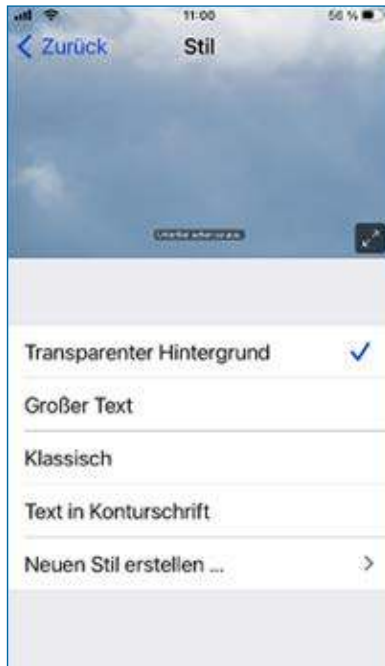 11:00
56 %
Zurück
Stil
Transparenter Hintergrund
Großer Text
Klassisch
Text in Konturschrift
Neuen Stil erstellen ...